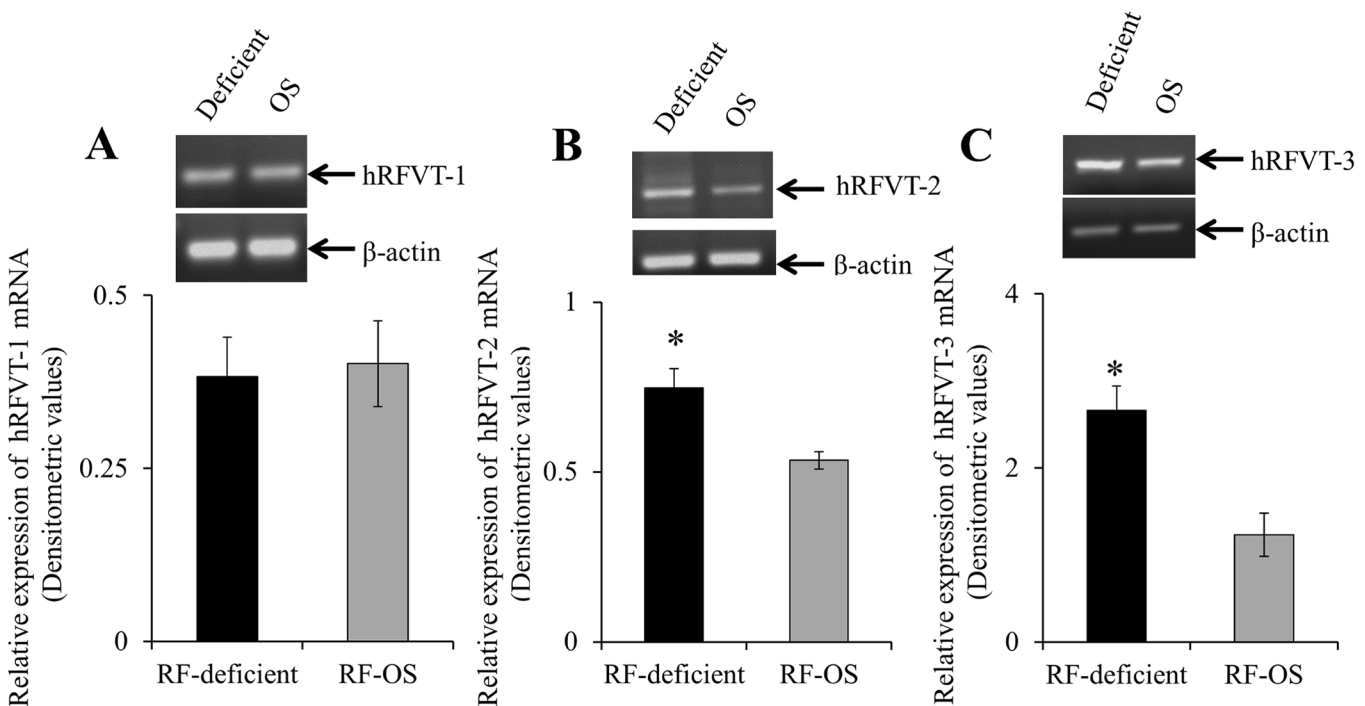 A
Deficient
OS
hRFVT-1
β-actin
Relative expression of hRFVT-1 mRNA
(Densitometric values)
0.5
0.25
0
RF-deficient
RF-OS
B
Deficient
OS
hRFVT-2
β-actin
Relative expression of hRFVT-2 mRNA
(Densitometric values)
1
0.5
0
*
RF-deficient
RF-OS
C
Deficient
OS
hRFVT-3
β-actin
Relative expression of hRFVT-3 mRNA
(Densitometric values)
4
2
0
*
RF-deficient
RF-OS